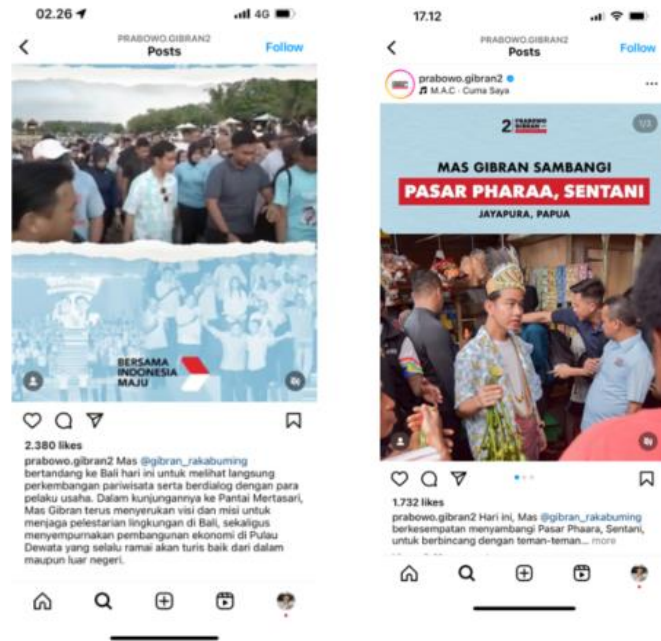 02.26
4G
PRABOWO.GIBRAN2
Posts
Follow
BERSAMA
INDONESIA
MAJU
2.380 likes
prabowo.gibran2 Mas @gibran_rakabuming
bertandang ke Bali hari ini untuk melihat langsung
perkembangan pariwisata serta berdialog dengan para
pelaku usaha. Dalam kunjungannya ke Pantai Mertasari,
Mas Gibran terus menyerukan visi dan misi untuk
menjaga pelestarian lingkungan di Bali, sekaligus
menyempurnakan pembangunan ekonomi di Pulau
Dewata yang selalu ramai akan turis baik dari dalam
maupun luar negeri.
17.12
PRABOWO.GIBRAN2
Posts
Follow
prabowo.gibran2
M.A.C - Cuma Saya
2 PRABOWO GIBRAN
1/3
MAS GIBRAN SAMBANGI
PASAR PHARAA, SENTANI
JAYAPURA, PAPUA
1.732 likes
prabowo.gibran2 Hari ini, Mas @gibran_rakabuming
berkesempatan menyambangi Pasar Phaara, Sentani,
untuk berbincang dengan teman-teman... more